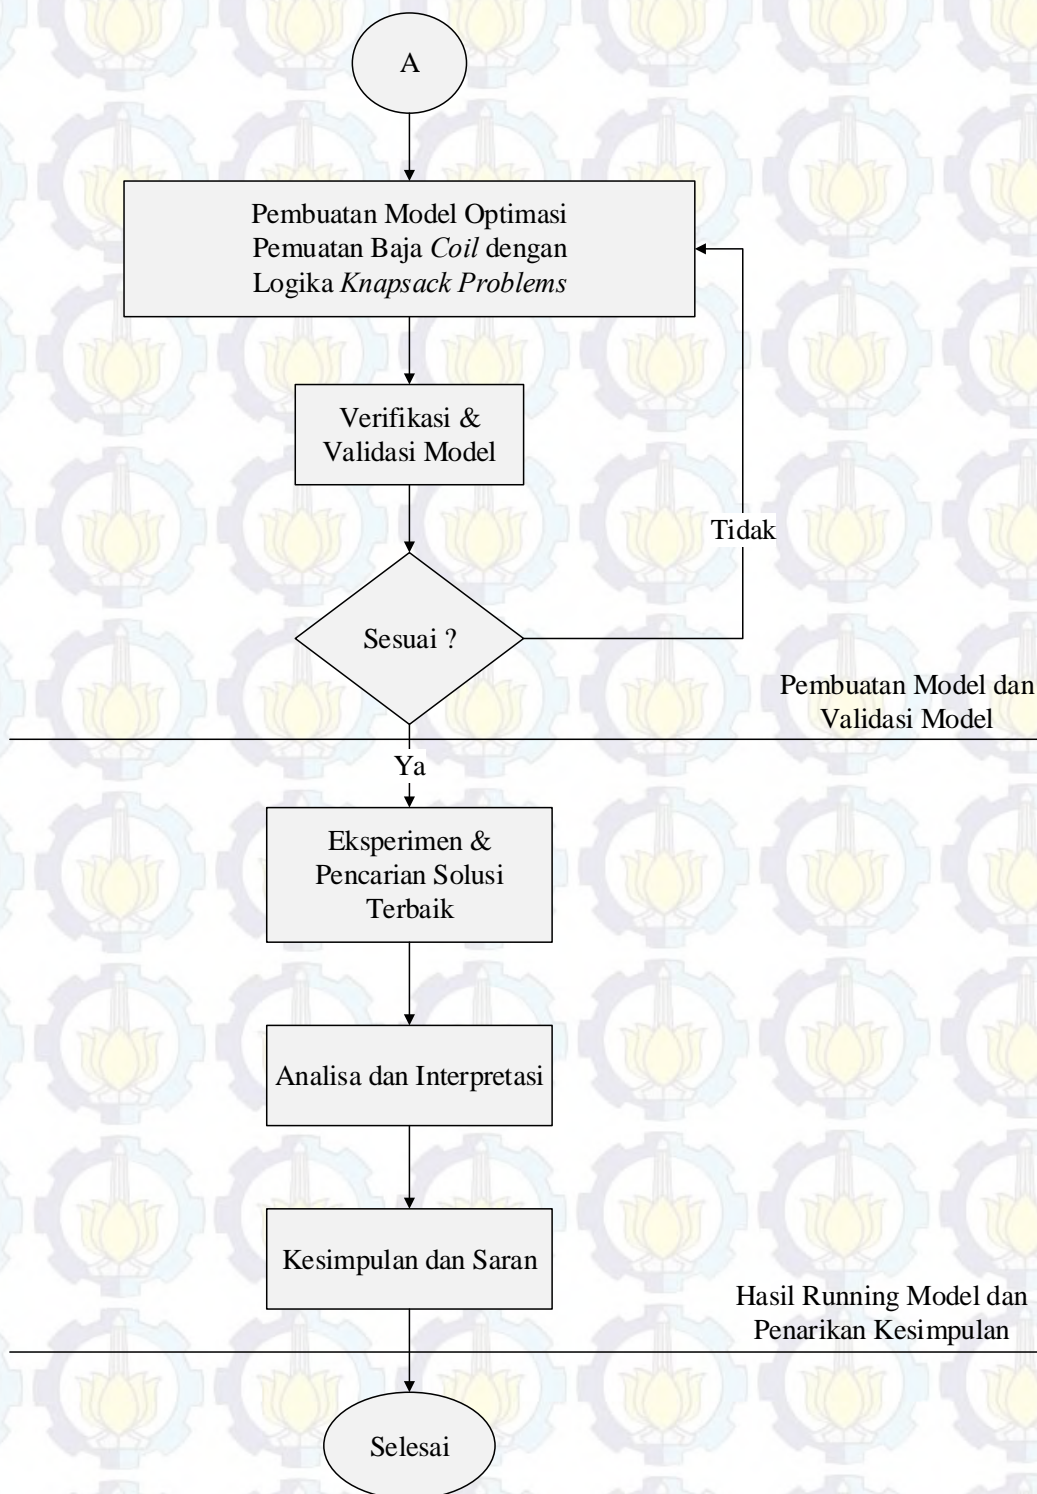 A
Pembuatan Model Optimasi
Pemuatan Baja Coil dengan
Logika Knapsack Problems
Verifikasi &
Validasi Model
Tidak
Sesuai ?
Pembuatan Model dan
Validasi Model
Ya
Eksperimen &
Pencarian Solusi
Terbaik
Analisa dan Interpretasi
Kesimpulan dan Saran
Hasil Running Model dan
Penarikan Kesimpulan
Selesai